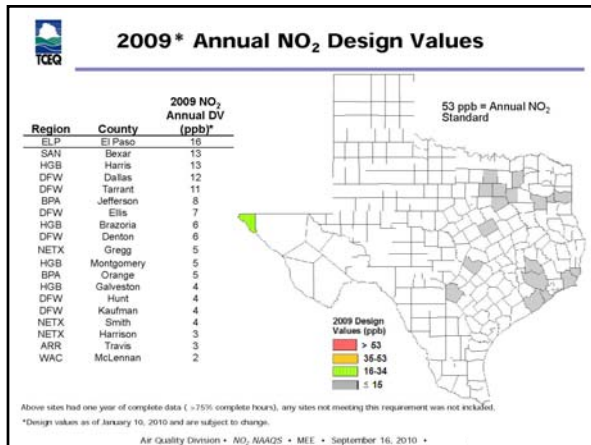 TCEQ
2009* Annual NO₂ Design Values
2009 NO₂
Annual DV
Region County (ppb)*
ELP El Paso 16
SAN Bexar 13
HGB Harris 13
DFW Dallas 12
DFW Tarrant 11
BPA Jefferson 8
DFW Ellis 7
HGB Brazoria 6
DFW Denton 6
NETX Gregg 5
HGB Montgomery 5
BPA Orange 5
HGB Galveston 4
DFW Hunt 4
DFW Kaufman 4
NETX Smith 4
NETX Harrison 3
ARR Travis 3
WAC McLennan 2
53 ppb = Annual NO₂
Standard
2009 Design
Values (ppb)
> 53
35-53
16-34
≤ 15
Above sites had one year of complete data ( >75% complete hours), any sites not meeting this requirement was not included.
*Design values as of January 10, 2010 and are subject to change.
Air Quality Division • NO₂ NAAQS • MEE • September 16, 2010 •